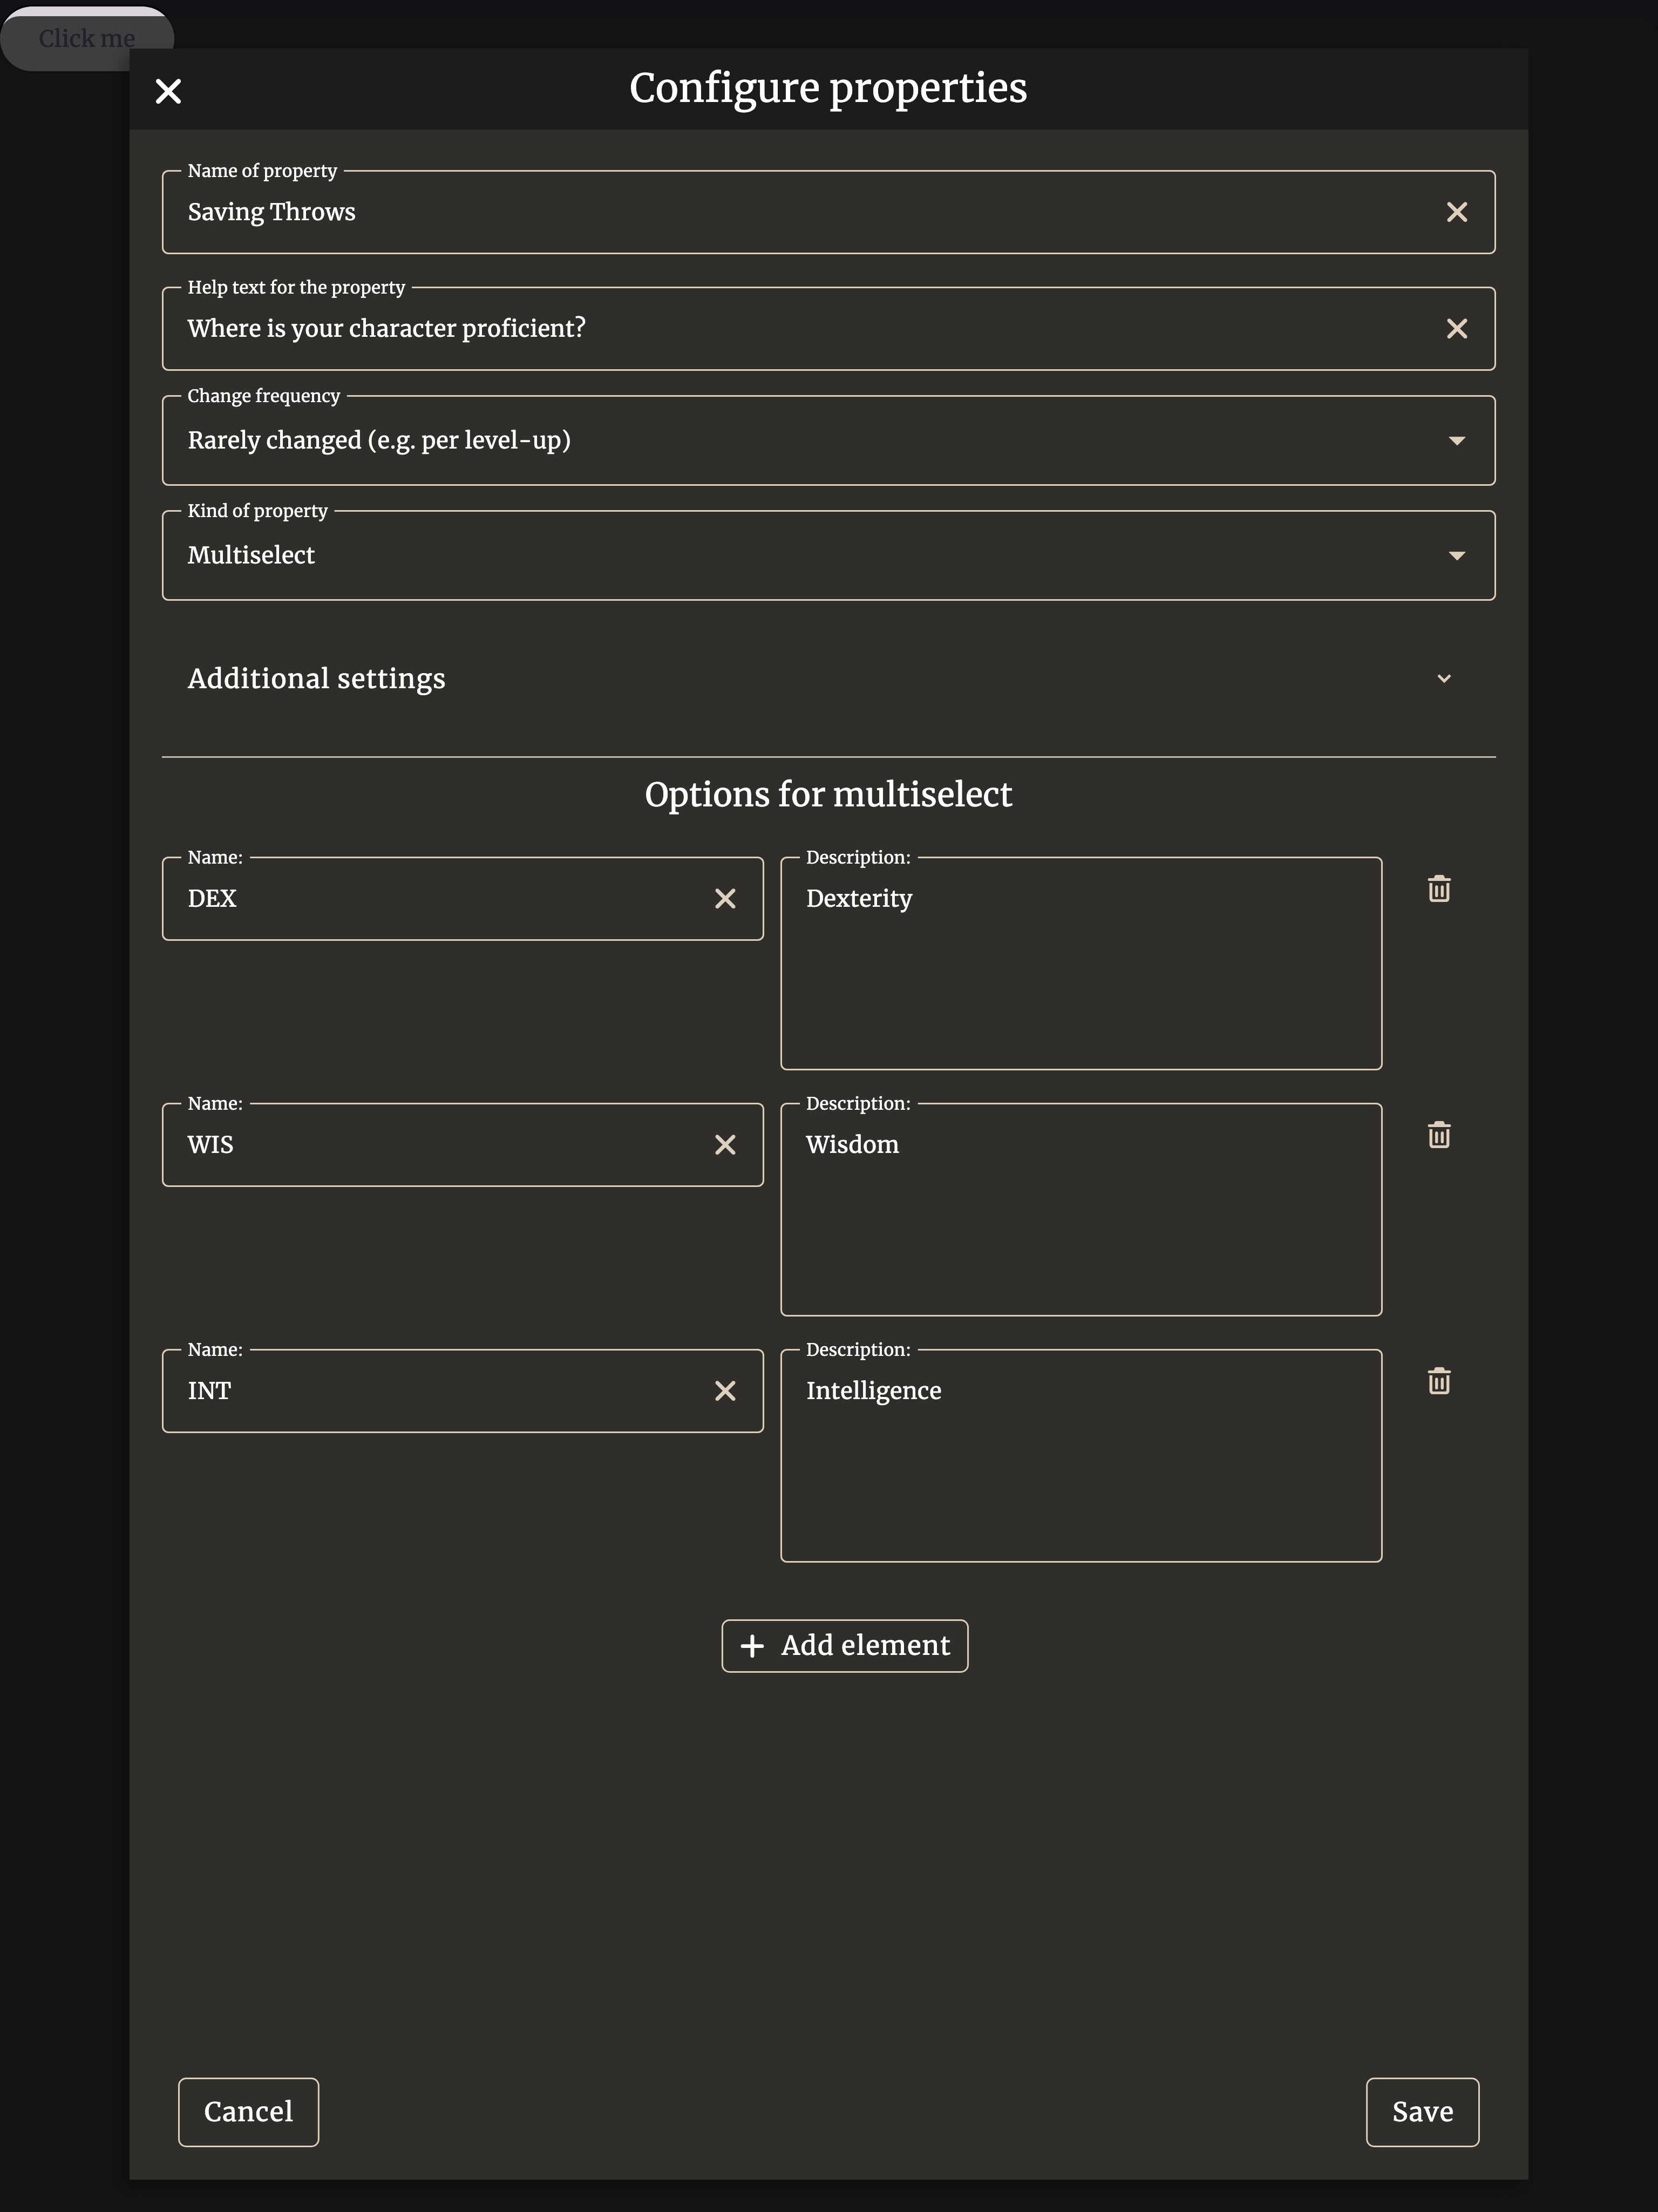 Click me
Configure properties
Name of property
Saving Throws
Help text for the property
Where is your character proficient?
Change frequency
Rarely changed (e.g. per level-up)
Kind of property
Multiselect
Additional settings
Options for multiselect
Name:
DEX
Description:
Dexterity
Name:
WIS
Description:
Wisdom
Name:
INT
Description:
Intelligence
Add element
Cancel
Save